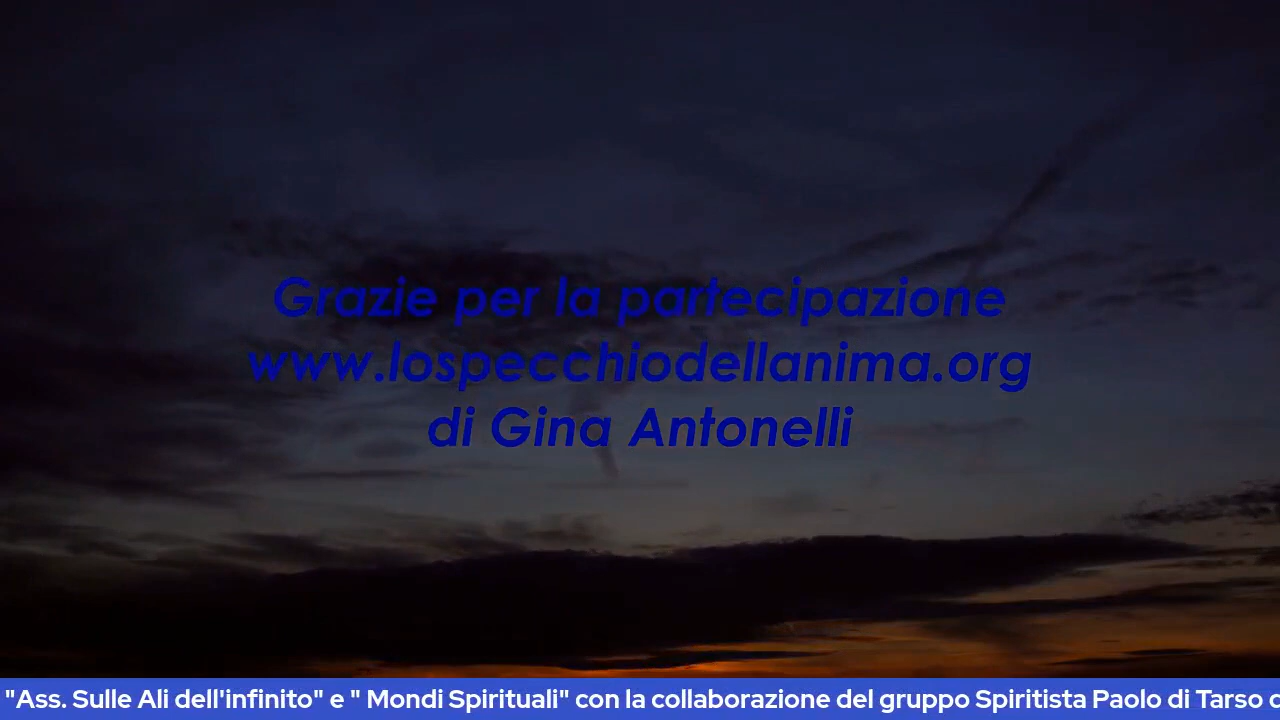 Grazie per la partecipazione
www.lospecchiodellanima.org
di Gina Antonelli
"Ass. Sulle Ali dell'infinito" e " Mondi Spirituali" con la collaborazione del gruppo Spiritista Paolo di Tarso